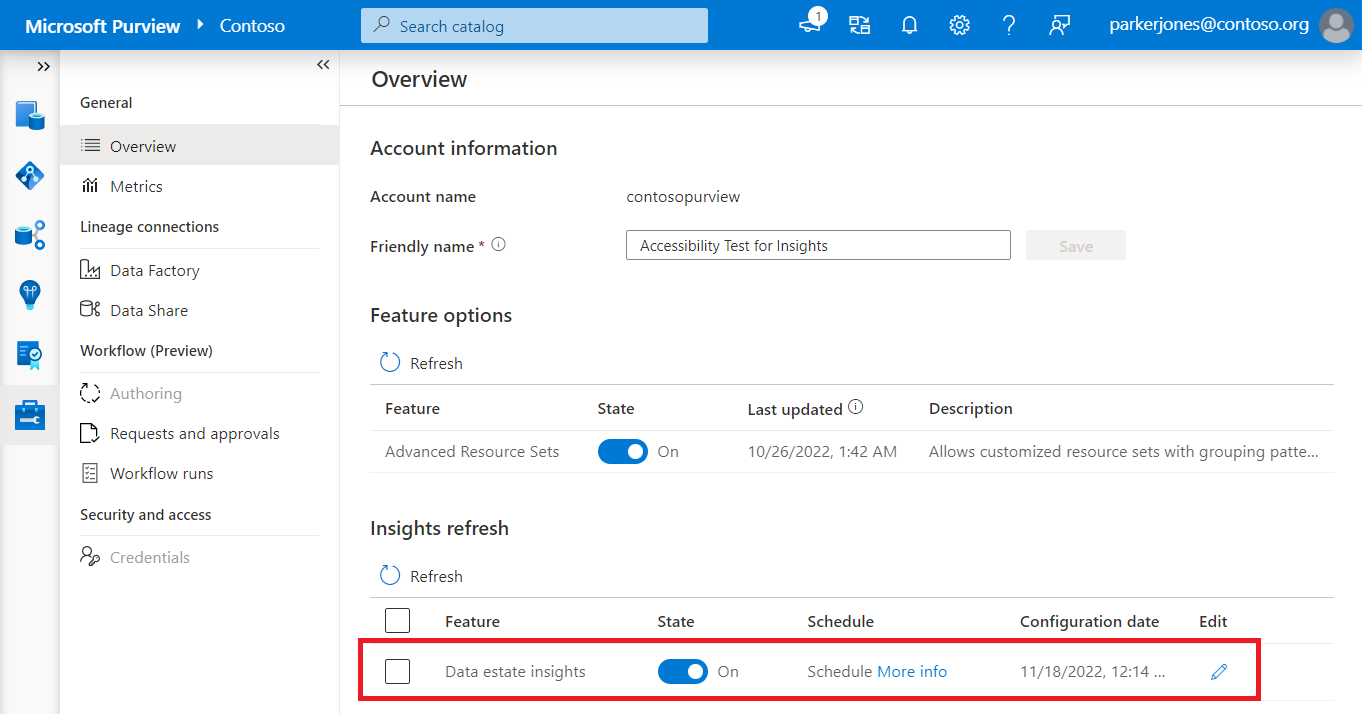 Microsoft Purview Contoso Search catalog 1 parkerjones@contoso.org
Overview
General
Overview
Metrics
Lineage connections
Data Factory
Data Share
Workflow (Preview)
Authoring
Requests and approvals
Workflow runs
Security and access
Credentials
Account information
Account name contosopurview
Friendly name * Accessibility Test for Insights Save
Feature options
Refresh
Feature State Last updated Description
Advanced Resource Sets On 10/26/2022, 1:42 AM Allows customized resource sets with grouping patte...
Insights refresh
Refresh
Feature State Schedule Configuration date Edit
Data estate insights On Schedule More info 11/18/2022, 12:14 ...